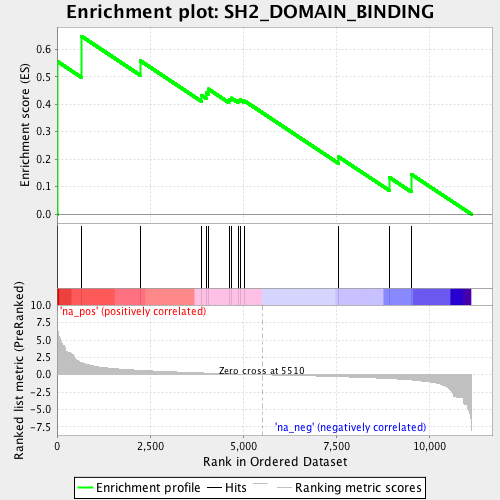 Enrichment plot: SH2_DOMAIN_BINDING
Enrichment score (ES)
0.6
0.5
0.4
0.3
0.2
0.1
0.0
'na_pos' (positively correlated)
Ranked list metric (PreRanked)
10.0
7.5
5.0
2.5
0.0
-2.5
-5.0
-7.5
Zero cross at 5510
'na_neg' (negatively correlated)
0
2,500
5,000
7,500
10,000
Rank in Ordered Dataset
Enrichment profile
Hits
Ranking metric scores